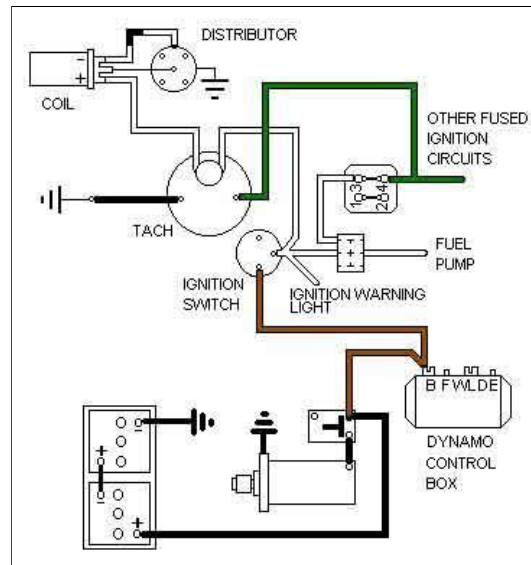 DISTRIBUTOR
-
+
COIL
OTHER FUSED
IGNITION
CIRCUITS
1 3
2 4
TACH
IGNITION
SWITCH
IGNITION WARNING
LIGHT
FUEL
PUMP
B F WL D E
DYNAMO
CONTROL
BOX
-
+
-
+